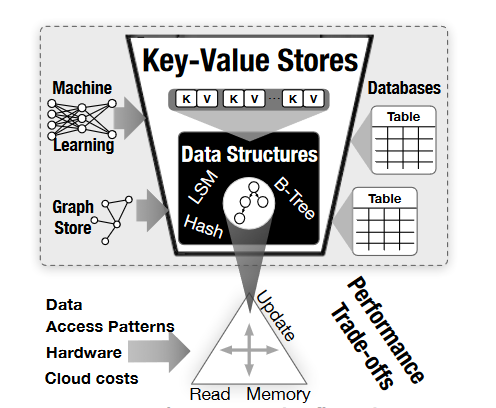 Key-Value Stores
K V K V ... K V
Machine
Learning
Graph
Store
Databases
Table
Table
Data Structures
LSM
B-Tree
Hash
Data
Access Patterns
Hardware
Cloud costs
Update
Read Memory
Performance
Trade-offs